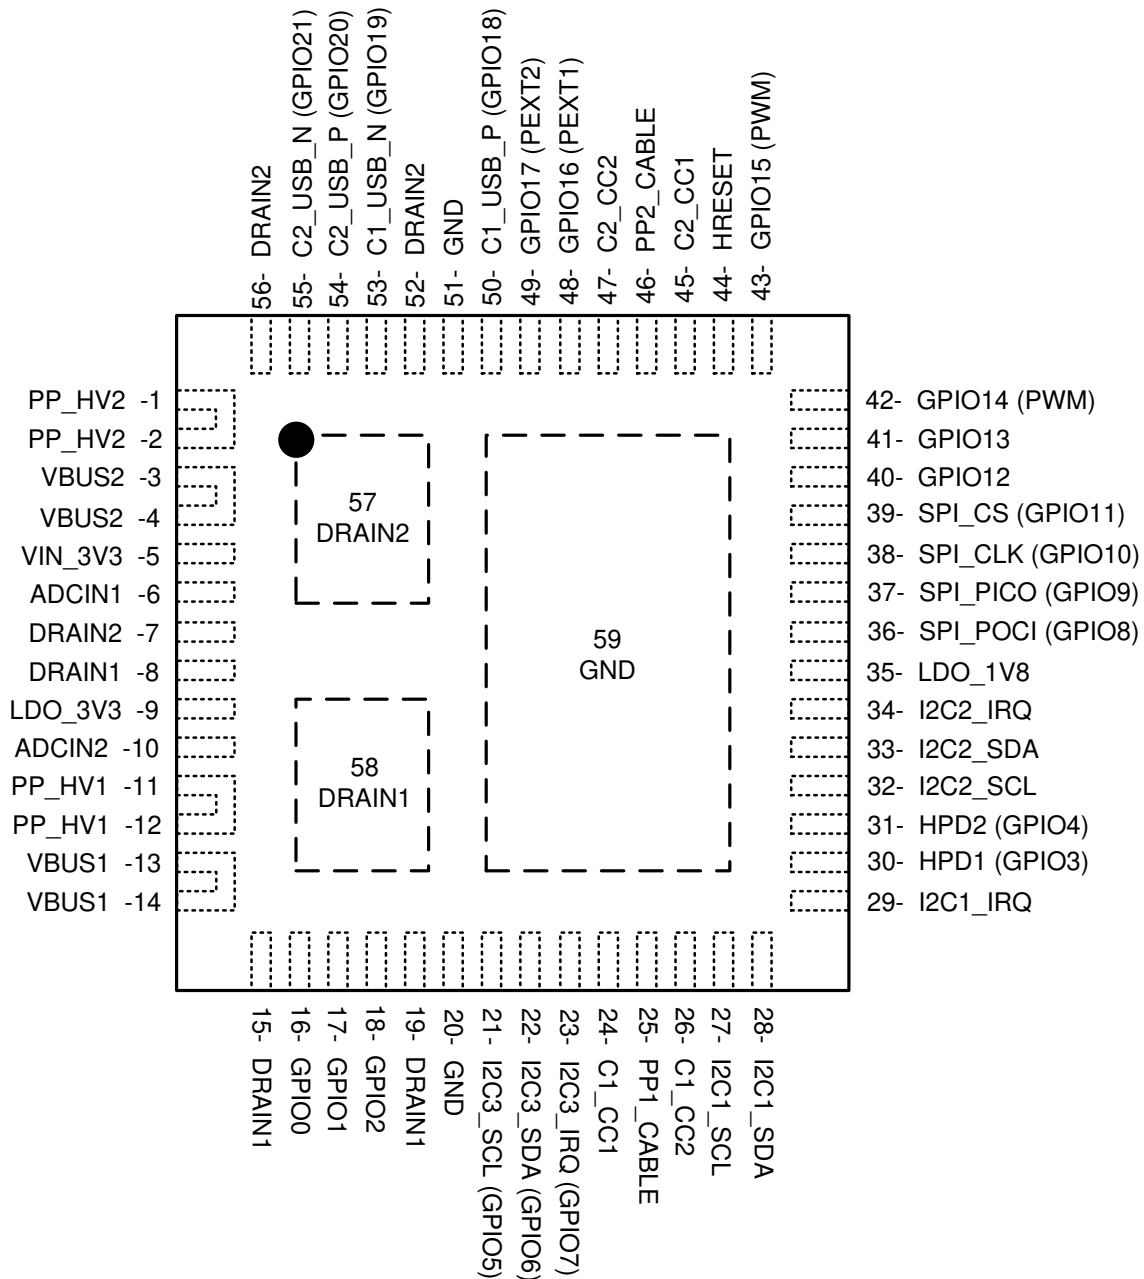 56- DRAIN2
55- C2_USB_N (GPIO21)
54- C2_USB_P (GPIO20)
53- C1_USB_N (GPIO19)
52- DRAIN2
51- GND
50- C1_USB_P (GPIO18)
49- GPIO17 (PEXT2)
48- GPIO16 (PEXT1)
47- C2_CC2
46- PP2_CABLE
45- C2_CC1
44- HRESET
43- GPIO15 (PWM)
PP_HV2 -1
PP_HV2 -2
VBUS2 -3
VBUS2 -4
VIN_3V3 -5
ADCIN1 -6
DRAIN2 -7
DRAIN1 -8
LDO_3V3 -9
ADCIN2 -10
PP_HV1 -11
PP_HV1 -12
VBUS1 -13
VBUS1 -14
57
DRAIN2
58
DRAIN1
59
GND
42- GPIO14 (PWM)
41- GPIO13
40- GPIO12
39- SPI_CS (GPIO11)
38- SPI_CLK (GPIO10)
37- SPI_PICO (GPIO9)
36- SPI_POCI (GPIO8)
35- LDO_1V8
34- I2C2_IRQ
33- I2C2_SDA
32- I2C2_SCL
31- HPD2 (GPIO4)
30- HPD1 (GPIO3)
29- I2C1_IRQ
15- DRAIN1
16- GPIO0
17- GPIO1
18- GPIO2
19- DRAIN1
20- GND
21- I2C3_SCL (GPIO5)
22- I2C3_SDA (GPIO6)
23- I2C3_IRQ (GPIO7)
24- C1_CC1
25- PP1_CABLE
26- C1_CC2
27- I2C1_SCL
28- I2C1_SDA